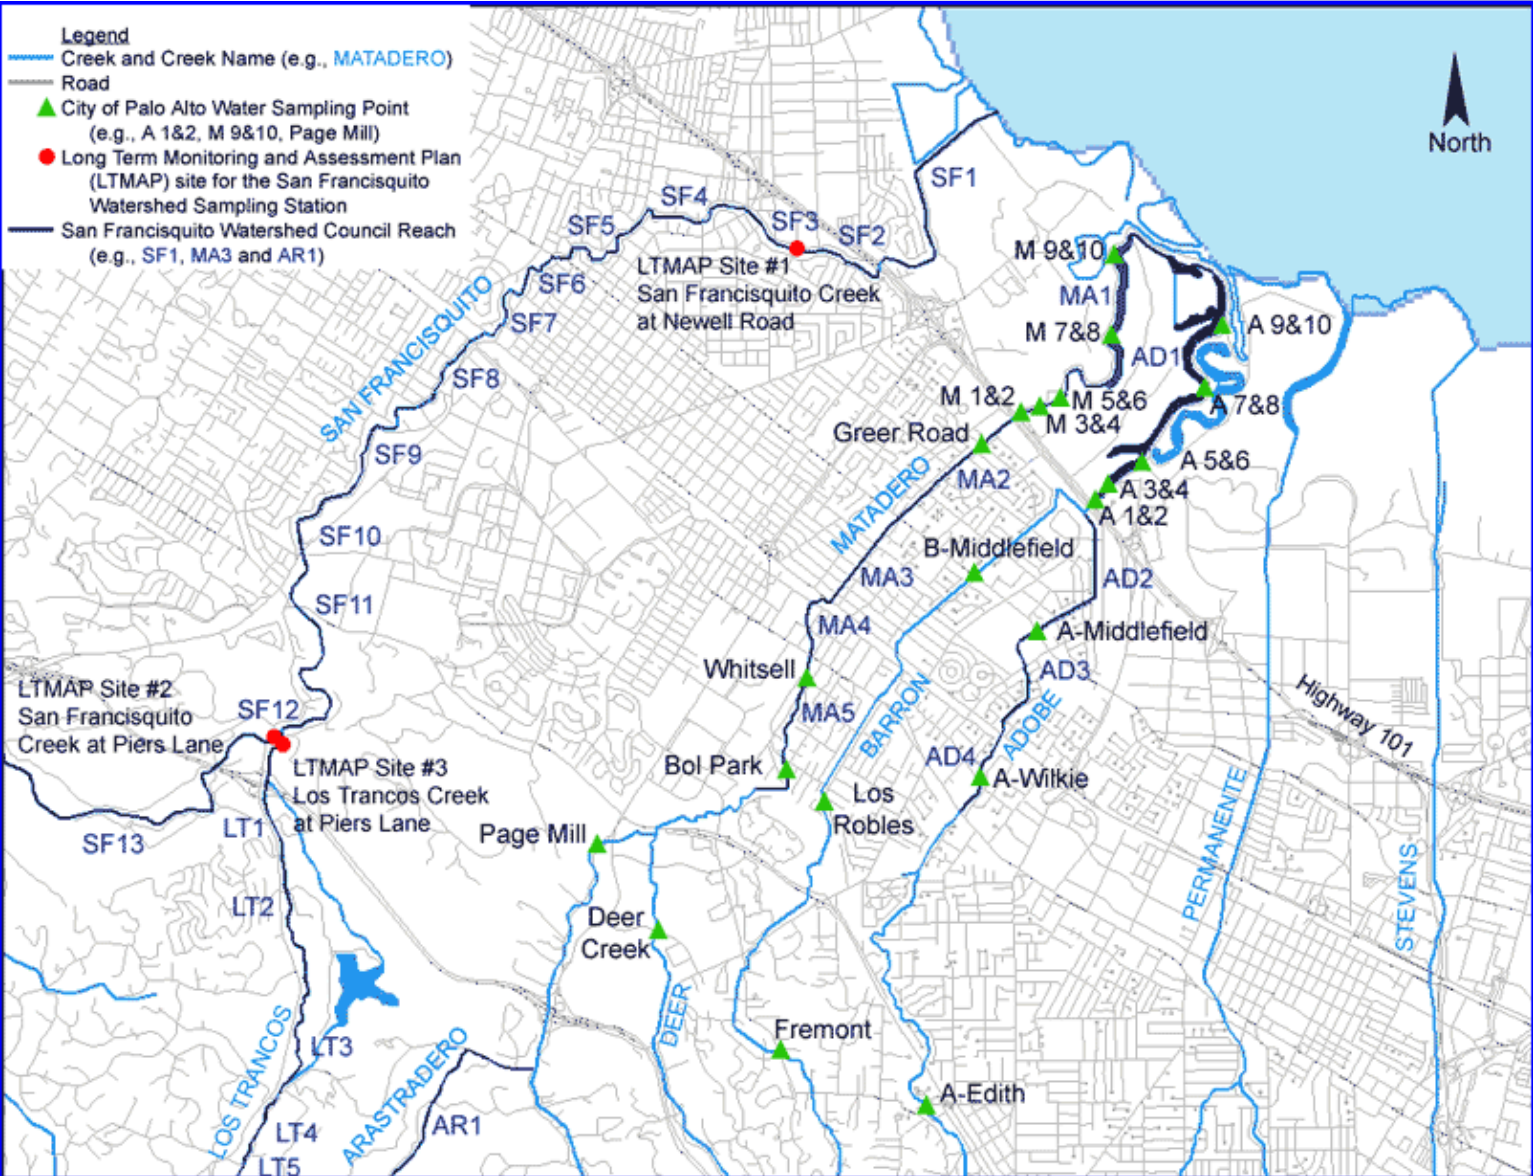 Legend
Creek and Creek Name (e.g., MATADERO)
Road
City of Palo Alto Water Sampling Point
(e.g., A 1&2, M 9&10, Page Mill)
Long Term Monitoring and Assessment Plan
(LTMAP) site for the San Francisquito
Watershed Sampling Station
San Francisquito Watershed Council Reach
(e.g., SF1, MA3 and AR1)
North
SF1
SF4
SF3
SF2
SF5
SF6
SF7
LTMAP Site #1
San Francisquito Creek
at Newell Road
M 9&10
MA1
M 7&8
A 9&10
AD1
SAN FRANCISQUITO
SF8
M 1&2
M 5&6
A 7&8
M 3&4
Greer Road
SF9
MA2
A 5&6
A 3&4
A 1&2
MATADERO
SF10
B-Middlefield
MA3
AD2
SF11
MA4
A-Middlefield
Whitsell
AD3
LTMAP Site #2
San Francisquito
Creek at Piers Lane
SF12
MA5
BARRON
ADOBE
Highway 101
AD4
Bol Park
A-Wilkie
LTMAP Site #3
Los Trancos Creek
at Piers Lane
Los
Robles
SF13
LT1
Page Mill
PERMANENTE
STEVENS
LT2
Deer
Creek
DEER
Fremont
LT3
LOS TRANCOS
ARASTRADERO
A-Edith
AR1
LT4
LT5